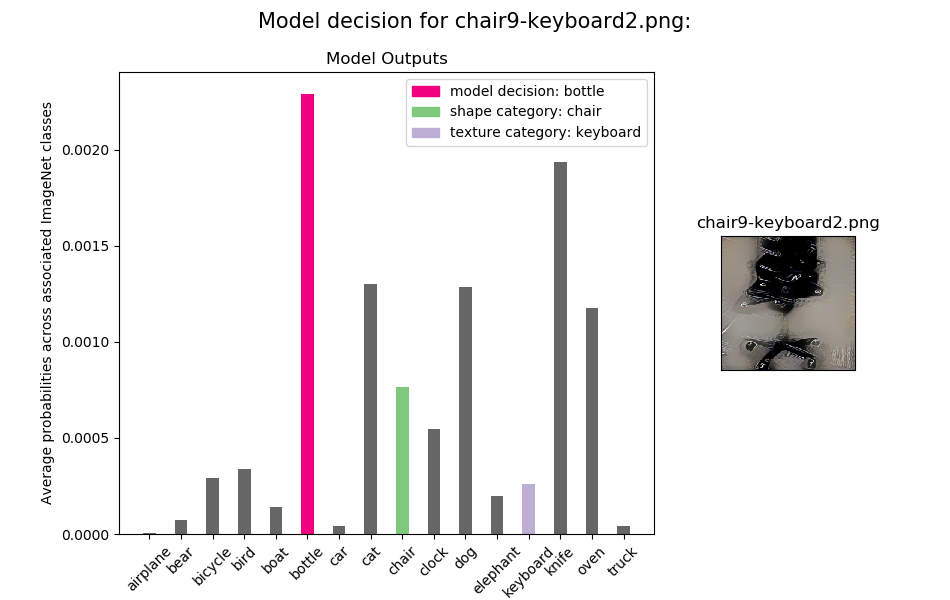 Model decision for chair9-keyboard2.png:
Model Outputs
Average probabilities across associated ImageNet classes
0.0020
0.0015
0.0010
0.0005
0.0000
model decision: bottle
shape category: chair
texture category: keyboard
airplane
bear
bicycle
bird
boat
bottle
car
cat
chair
clock
dog
elephant
keyboard
knife
oven
truck
chair9-keyboard2.png